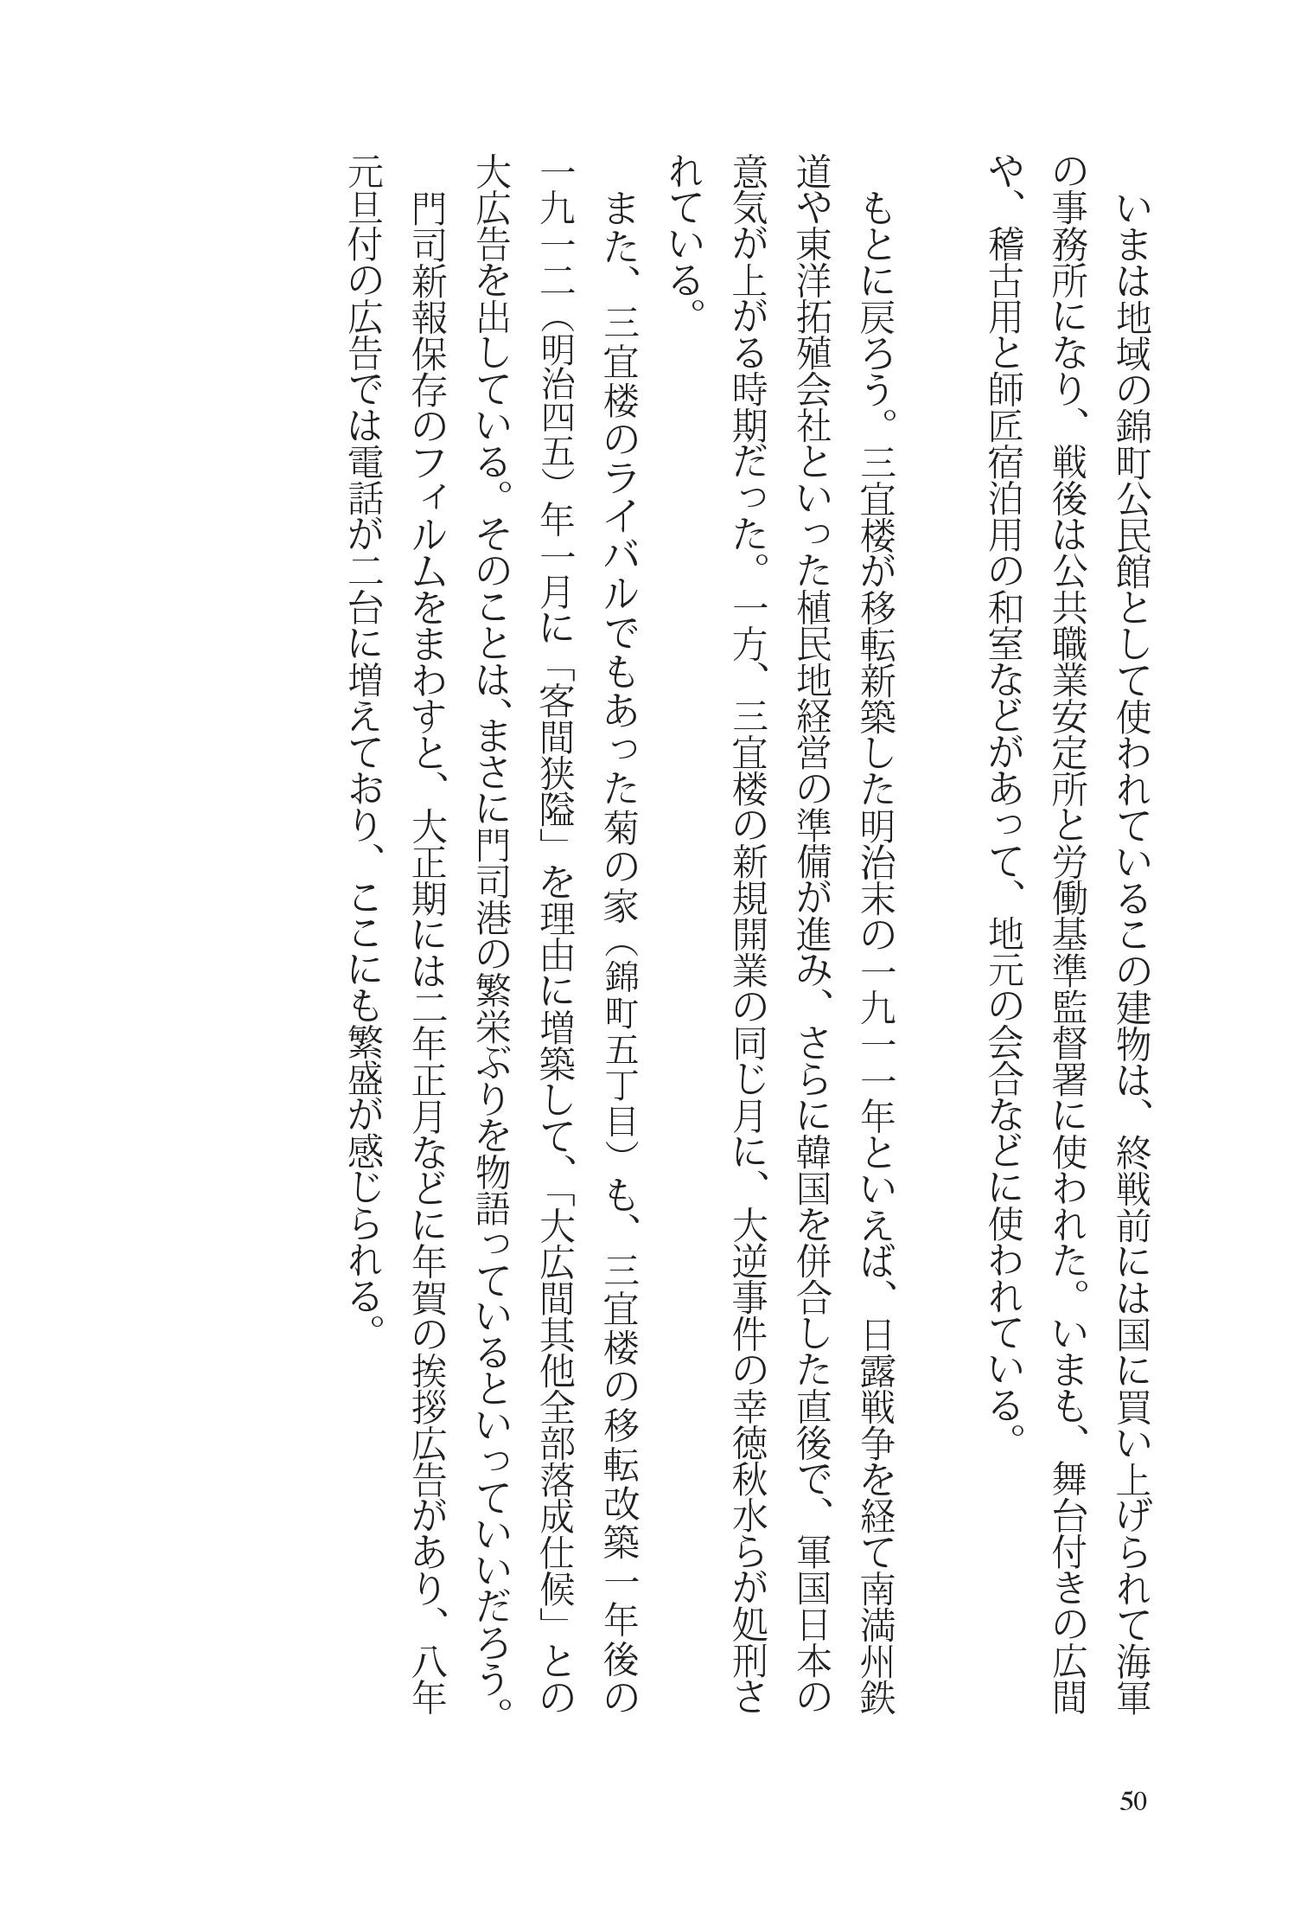 いまは地域の錦町公民館として使われているこの建物は、終戦前には国に買い上げられて海軍
の事務所になり、戦後は公共職業安定所と労働基準監督署に使われた。いまも、舞台付きの広間
や、稽古用と師匠宿泊用の和室などがあって、地元の会合などに使われている。
もとに戻ろう。三宜楼が移転新築した明治末の一九一一年といえば、日露戦争を経て南満州鉄
道や東洋拓殖会社といった植民地経営の準備が進み、さらに韓国を併合した直後で、軍国日本の
意気が上がる時期だった。一方、三宜楼の新規開業の同じ月に、大逆事件の幸徳秋水らが処刑さ
れている。
また、三宜楼のライバルでもあった菊の家（錦町五丁目）も、三宜楼の移転改築一年後の
一九一二（明治四五）年一月に「客間狭隘」を理由に増築して、「大広間其他全部落成仕候」との
大広告を出している。そのことは、まさに門司港の繁栄ぶりを物語っているといっていいだろう。
門司新報保存のフィルムをまわすと、大正期には二年正月などに年賀の挨拶広告があり、八年
元旦付の広告では電話が二台に増えており、ここにも繁盛が感じられる。
50